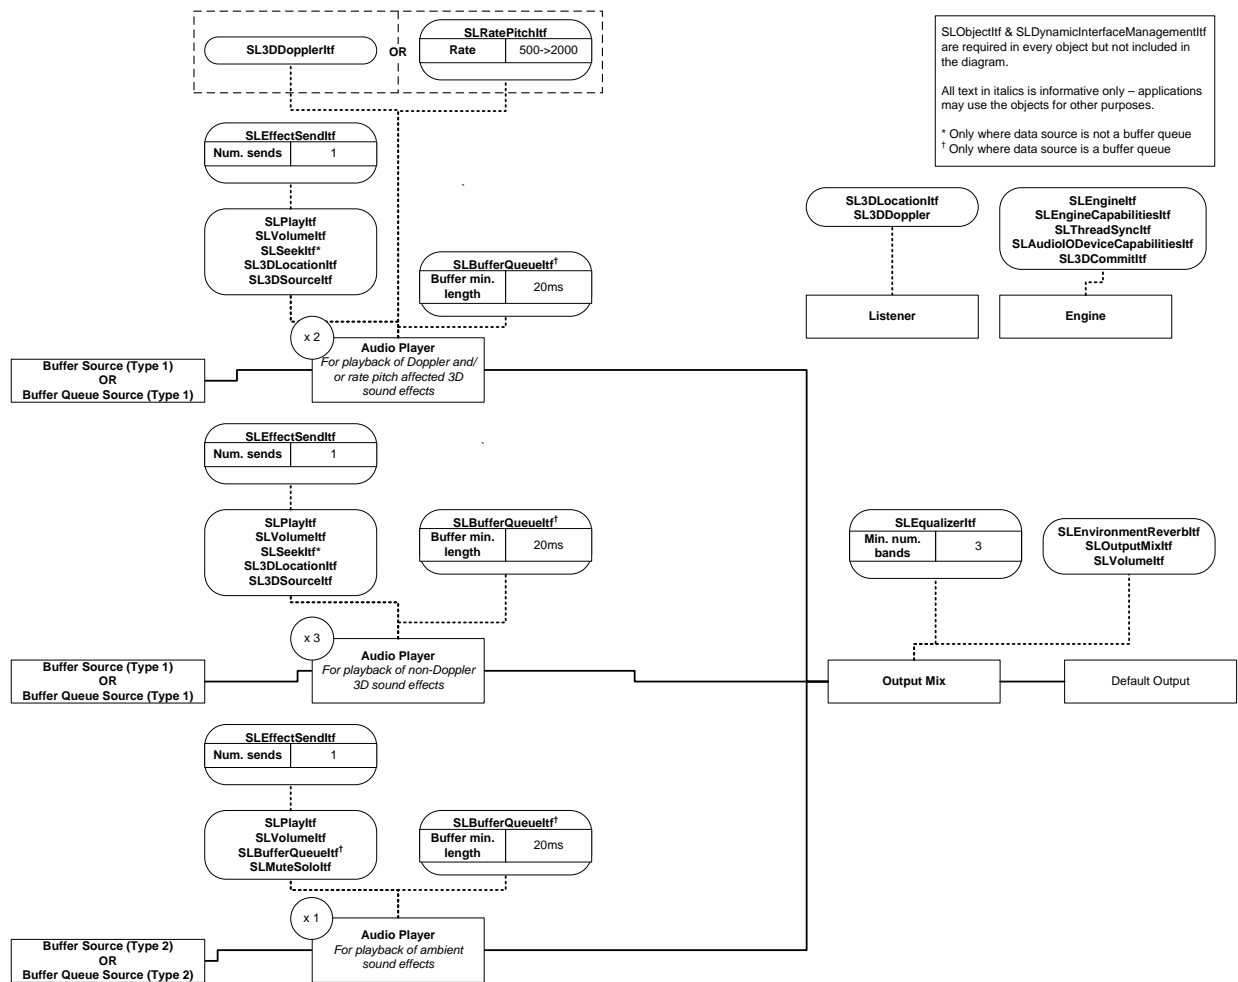 SL3DDopplerItf
OR
SLRatePitchItf
Rate 500->2000
SLObjectItf & SLDynamicInterfaceManagementItf
are required in every object but not included in
the diagram.
All text in italics is informative only – applications
may use the objects for other purposes.
* Only where data source is not a buffer queue
† Only where data source is a buffer queue
SLEffectSendItf
Num. sends 1
SLPlayItf
SLVolumeItf
SLSeekItf*
SL3DLocationItf
SL3DSourceItf
SLBufferQueueItf†
Buffer min.
length
20ms
SL3DLocationItf
SL3DDoppler
SLEngineItf
SLEngineCapabilitiesItf
SLThreadSyncItf
SLAudioIODeviceCapabilitiesItf
SL3DCommitItf
Listener
Engine
x 2
Audio Player
For playback of Doppler and/
or rate pitch affected 3D
sound effects
Buffer Source (Type 1)
OR
Buffer Queue Source (Type 1)
SLEffectSendItf
Num. sends 1
SLPlayItf
SLVolumeItf
SLSeekItf*
SL3DLocationItf
SL3DSourceItf
SLBufferQueueItf†
Buffer min.
length
20ms
SLEqualizerItf
Min. num.
bands
3
SLEnvironmentReverbItf
SLOutputMixItf
SLVolumeItf
x 3
Audio Player
For playback of non-Doppler
3D sound effects
Buffer Source (Type 1)
OR
Buffer Queue Source (Type 1)
Output Mix
Default Output
SLEffectSendItf
Num. sends 1
SLPlayItf
SLVolumeItf
SLBufferQueueItf†
SLMuteSoloItf
SLBufferQueueItf†
Buffer min.
length
20ms
x 1
Audio Player
For playback of ambient
sound effects
Buffer Source (Type 2)
OR
Buffer Queue Source (Type 2)